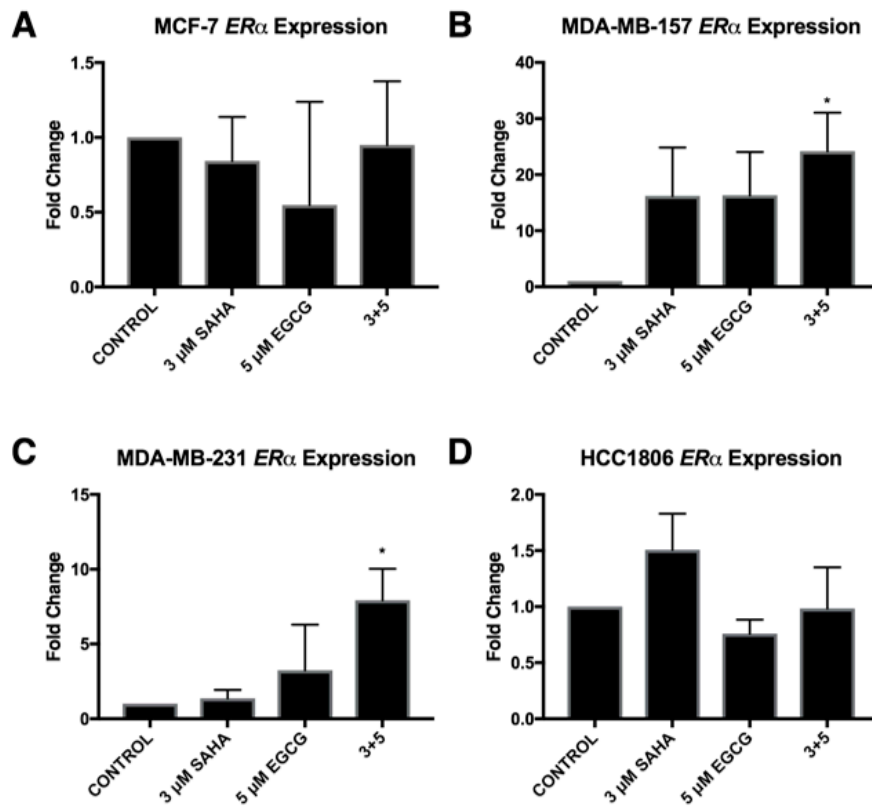 A
MCF-7 ERα Expression
Fold Change
1.5
1.0
0.5
0.0
CONTROL
3 µM SAHA
5 µM EGCG
3+5
B
MDA-MB-157 ERα Expression
Fold Change
40
30
20
10
0
*
CONTROL
3 µM SAHA
5 µM EGCG
3+5
C
MDA-MB-231 ERα Expression
Fold Change
15
10
5
0
*
CONTROL
3 µM SAHA
5 µM EGCG
3+5
D
HCC1806 ERα Expression
Fold Change
2.0
1.5
1.0
0.5
0.0
CONTROL
3 µM SAHA
5 µM EGCG
3+5